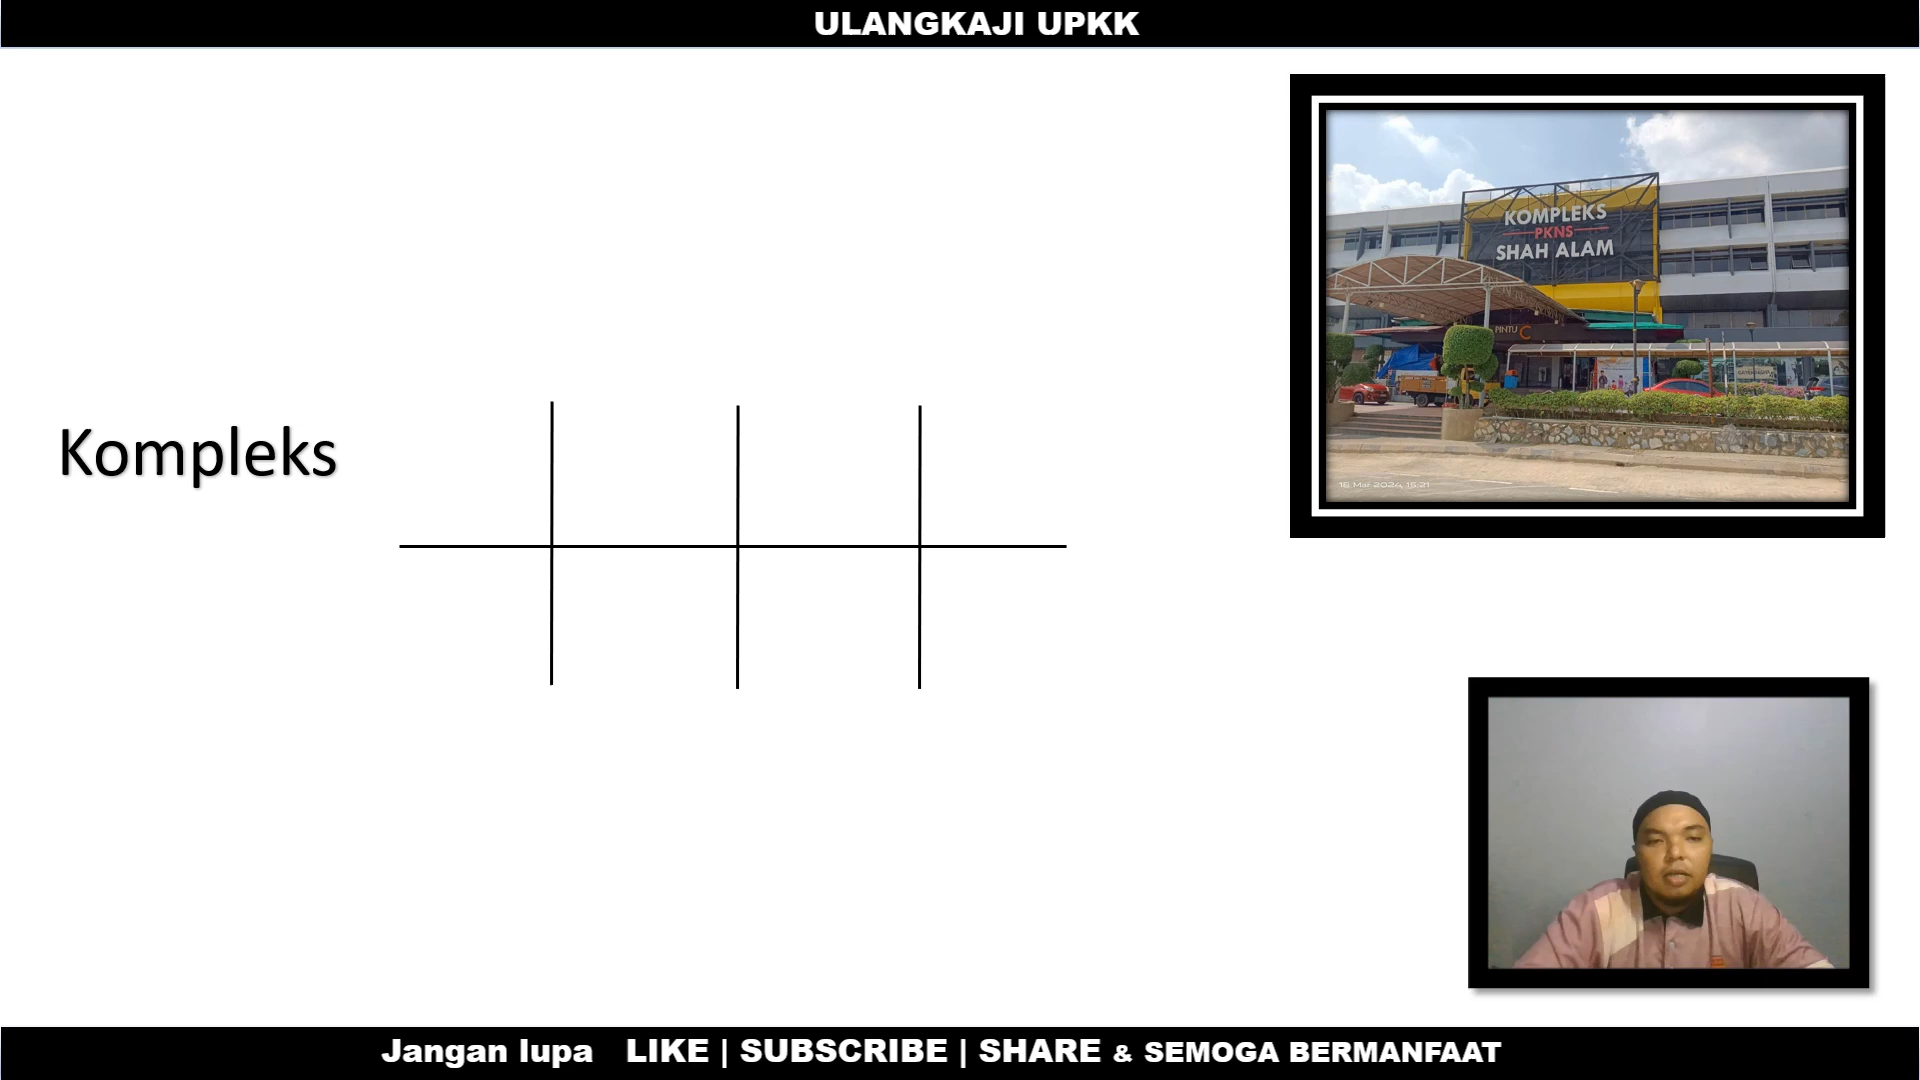 ULANGKAJI UPKK
KOMPLEKS
PKNS
SHAH ALAM
PINTU C
16 Mar 2024, 15:21
Kompleks
Jangan lupa LIKE | SUBSCRIBE | SHARE & SEMOGA BERMANFAAT